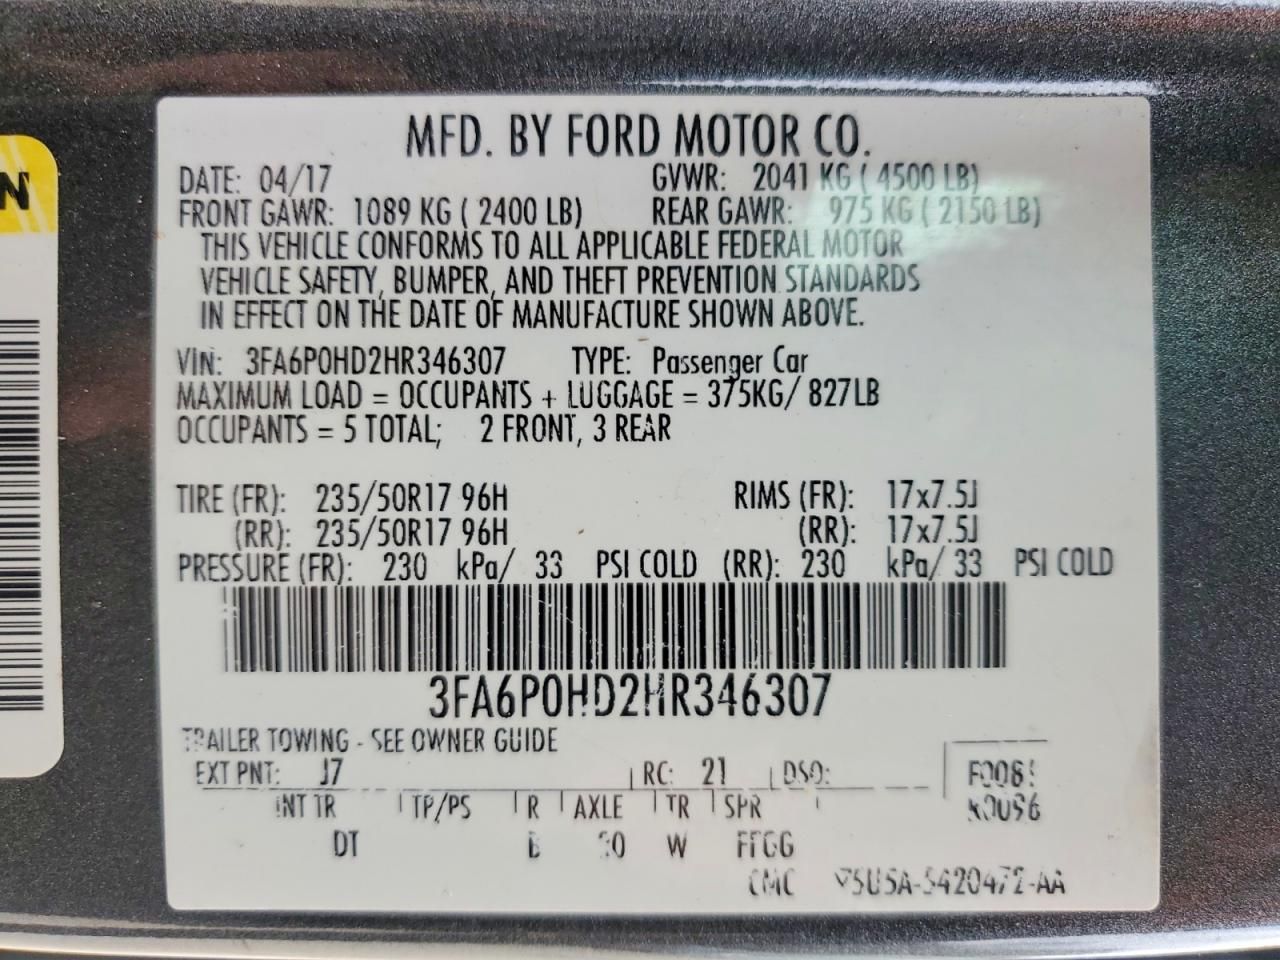 N
MFD. BY FORD MOTOR CO.
DATE: 04/17 GVWR: 2041 KG ( 4500 LB)
FRONT GAWR: 1089 KG ( 2400 LB) REAR GAWR: 975 KG ( 2150 LB)
THIS VEHICLE CONFORMS TO ALL APPLICABLE FEDERAL MOTOR
VEHICLE SAFETY, BUMPER, AND THEFT PREVENTION STANDARDS
IN EFFECT ON THE DATE OF MANUFACTURE SHOWN ABOVE.
VIN: 3FA6P0HD2HR346307 TYPE: Passenger Car
MAXIMUM LOAD = OCCUPANTS + LUGGAGE = 375KG/ 827LB
OCCUPANTS = 5 TOTAL; 2 FRONT, 3 REAR
TIRE (FR): 235/50R17 96H RIMS (FR): 17x7.5J
(RR): 235/50R17 96H (RR): 17x7.5J
PRESSURE (FR): 230 kPa/ 33 PSI COLD (RR): 230 kPa/ 33 PSI COLD
3FA6P0HD2HR346307
TRAILER TOWING - SEE OWNER GUIDE
EXT PNT: J7 RC: 21 DSO:
INT TR TP/PS R AXLE TR SPR
DT W